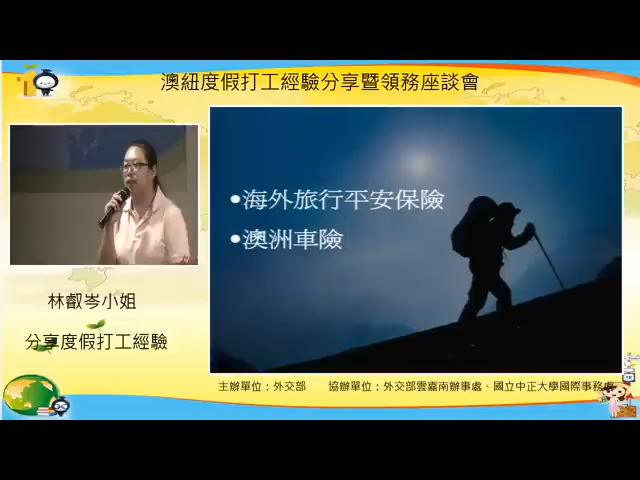 澳紐度假打工經驗分享暨領務座談會
•海外旅行平安保險
•澳洲車險
林叡岑小姐
分享度假打工經驗
主辦單位：外交部 協辦單位：外交部雲嘉南辦事處、國立中正大學國際事務處